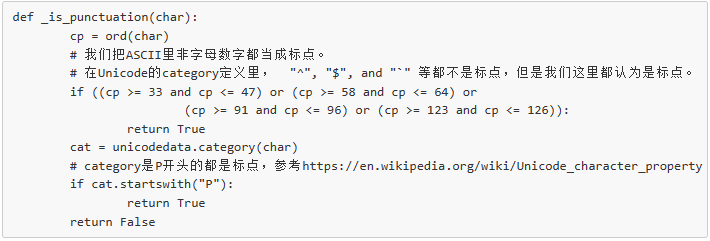 def _is_punctuation(char):
cp = ord(char)
# 我们把ASCII里非字母数字都当成标点。
# 在Unicode的category定义里， "^", "$", and "`" 等都不是标点，但是我们这里都认为是标点。
if ((cp >= 33 and cp <= 47) or (cp >= 58 and cp <= 64) or
(cp >= 91 and cp <= 96) or (cp >= 123 and cp <= 126)):
return True
cat = unicodedata.category(char)
# category是P开头的都是标点，参考https://en.wikipedia.org/wiki/Unicode_character_property
if cat.startswith("P"):
return True
return False